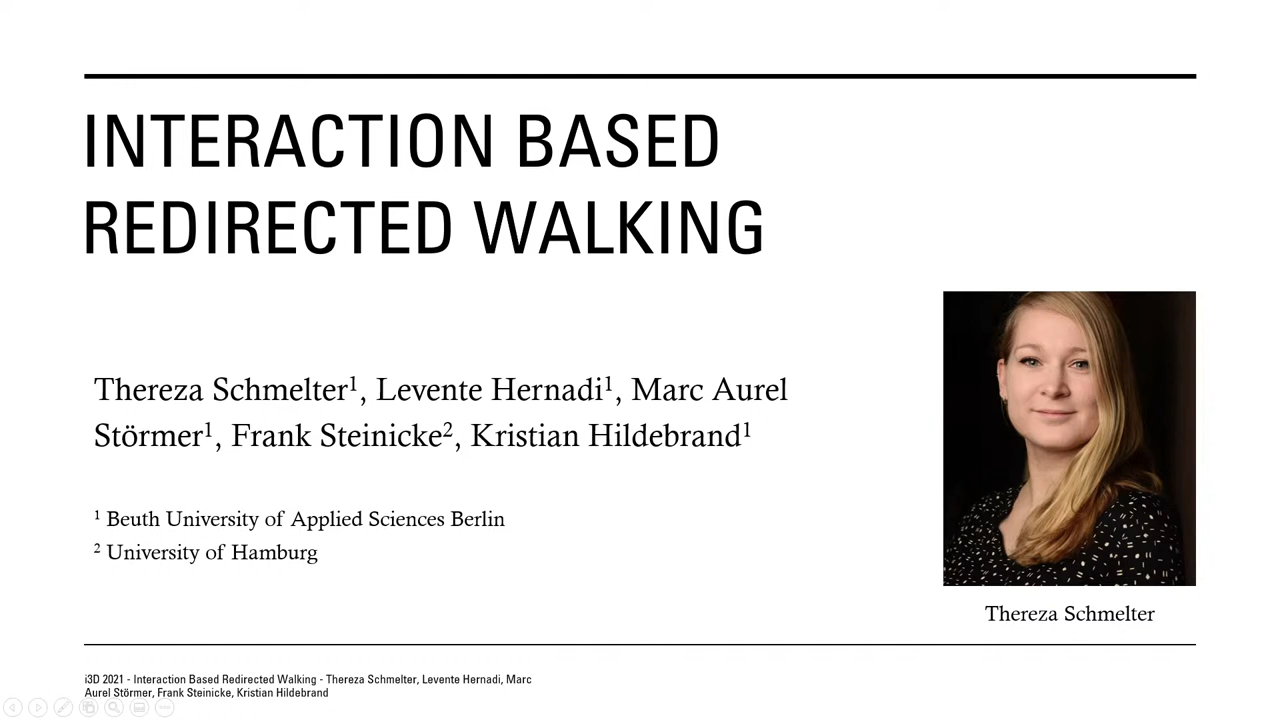 INTERACTION BASED
REDIRECTED WALKING
Thereza Schmelter¹, Levente Hernadi¹, Marc Aurel
Störmer¹, Frank Steinicke², Kristian Hildebrand¹
¹ Beuth University of Applied Sciences Berlin
² University of Hamburg
Thereza Schmelter
i3D 2021 - Interaction Based Redirected Walking - Thereza Schmelter, Levente Hernadi, Marc
Aurel Störmer, Frank Steinicke, Kristian Hildebrand